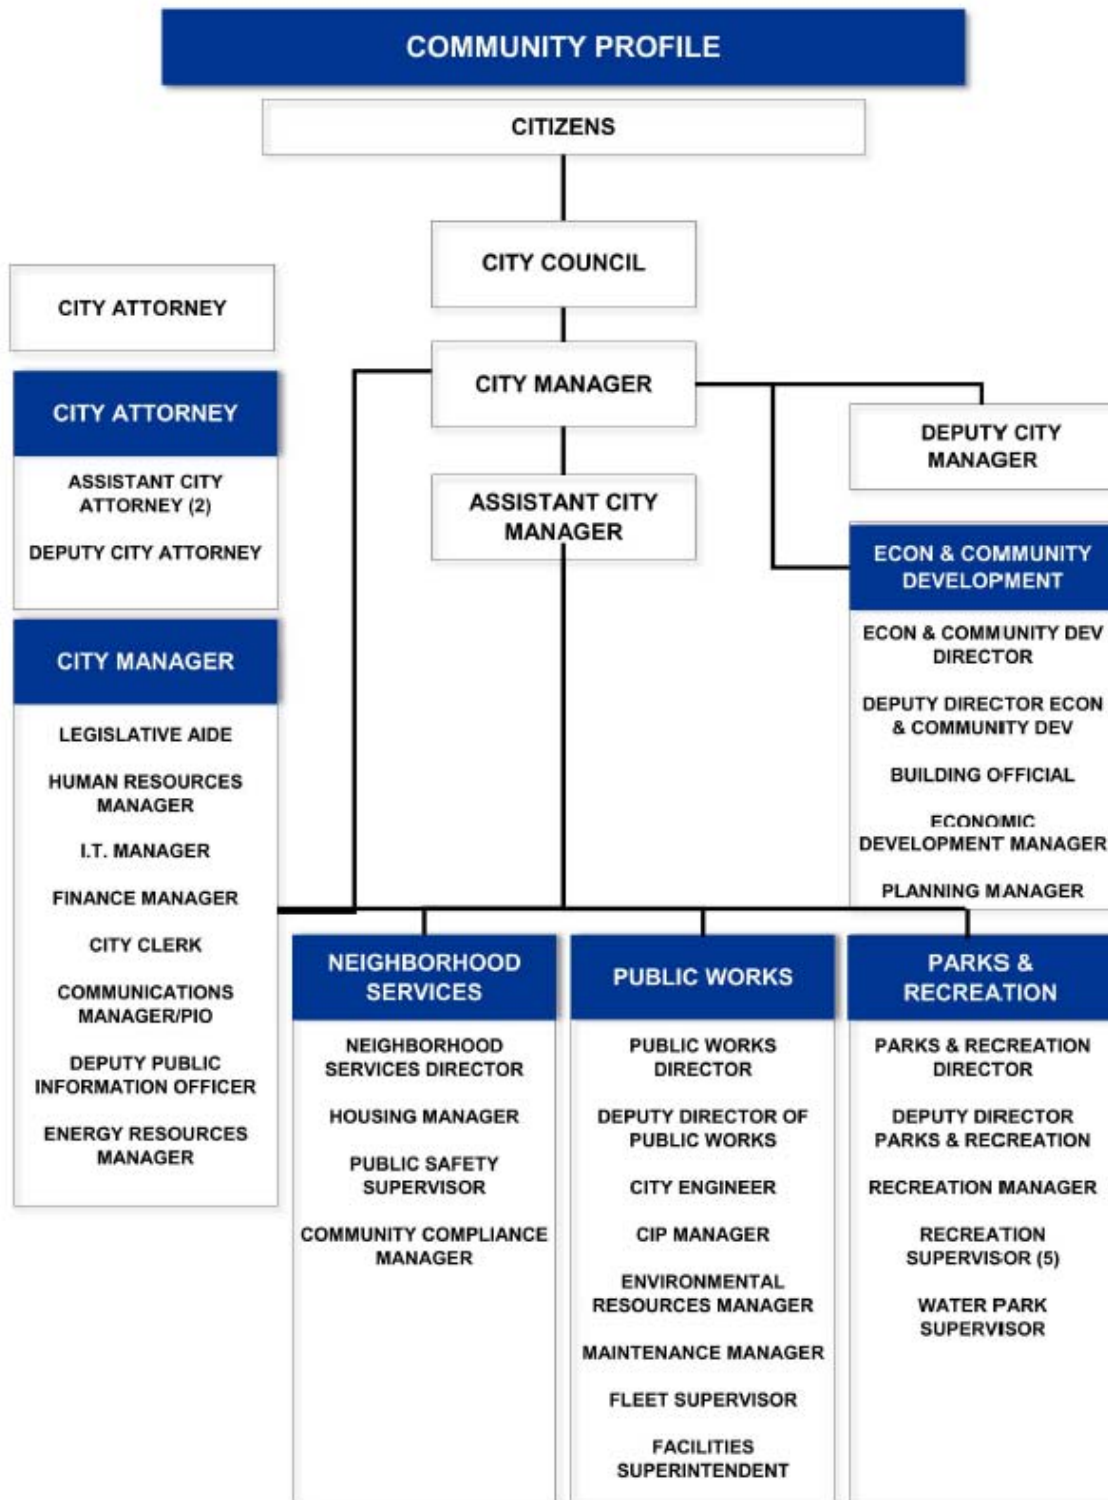 COMMUNITY PROFILE
CITIZENS
CITY COUNCIL
CITY ATTORNEY
CITY MANAGER
DEPUTY CITY
MANAGER
ASSISTANT CITY
MANAGER
CITY ATTORNEY
ASSISTANT CITY
ATTORNEY (2)
DEPUTY CITY ATTORNEY
CITY MANAGER
LEGISLATIVE AIDE
HUMAN RESOURCES
MANAGER
I.T. MANAGER
FINANCE MANAGER
CITY CLERK
COMMUNICATIONS
MANAGER/PIO
DEPUTY PUBLIC
INFORMATION OFFICER
ENERGY RESOURCES
MANAGER
ECON & COMMUNITY
DEVELOPMENT
ECON & COMMUNITY DEV
DIRECTOR
DEPUTY DIRECTOR ECON
& COMMUNITY DEV
BUILDING OFFICIAL
ECONOMIC
DEVELOPMENT MANAGER
PLANNING MANAGER
NEIGHBORHOOD
SERVICES
NEIGHBORHOOD
SERVICES DIRECTOR
HOUSING MANAGER
PUBLIC SAFETY
SUPERVISOR
COMMUNITY COMPLIANCE
MANAGER
PUBLIC WORKS
PUBLIC WORKS
DIRECTOR
DEPUTY DIRECTOR OF
PUBLIC WORKS
CITY ENGINEER
CIP MANAGER
ENVIRONMENTAL
RESOURCES MANAGER
MAINTENANCE MANAGER
FLEET SUPERVISOR
FACILITIES
SUPERINTENDENT
PARKS &
RECREATION
PARKS & RECREATION
DIRECTOR
DEPUTY DIRECTOR
PARKS & RECREATION
RECREATION MANAGER
RECREATION
SUPERVISOR (5)
WATER PARK
SUPERVISOR